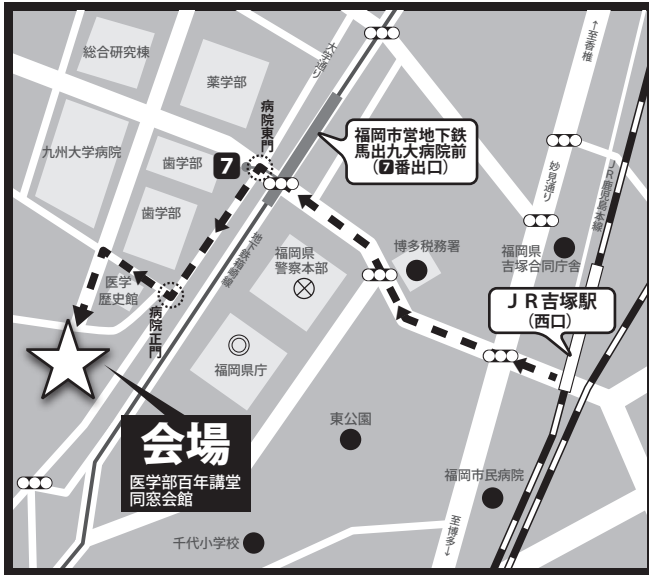 総合研究棟
薬学部
大学通り
↑至香椎
病院東門
福岡市営地下鉄
馬出九大病院前
(7番出口)
九州大学病院
歯学部
7
妙見通り
JR鹿児島本線
歯学部
地下鉄箱崎線
福岡県
警察本部
博多税務署
福岡県
吉塚合同庁舎
医学
歴史館
病院正門
JR吉塚駅
(西口)
福岡県庁
会場
医学部百年講堂
同窓会館
東公園
福岡市民病院
至博多↓
千代小学校